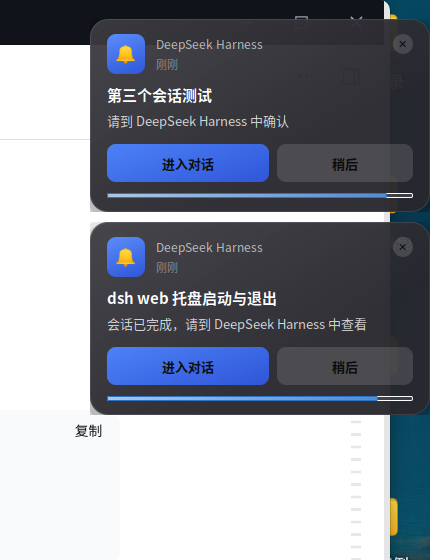 DeepSeek Harness
刚刚
第三个会话测试
请到 DeepSeek Harness 中确认
进入对话
稍后
DeepSeek Harness
刚刚
dsh web 托盘启动与退出
会话已完成，请到 DeepSeek Harness 中查看
进入对话
稍后
复制